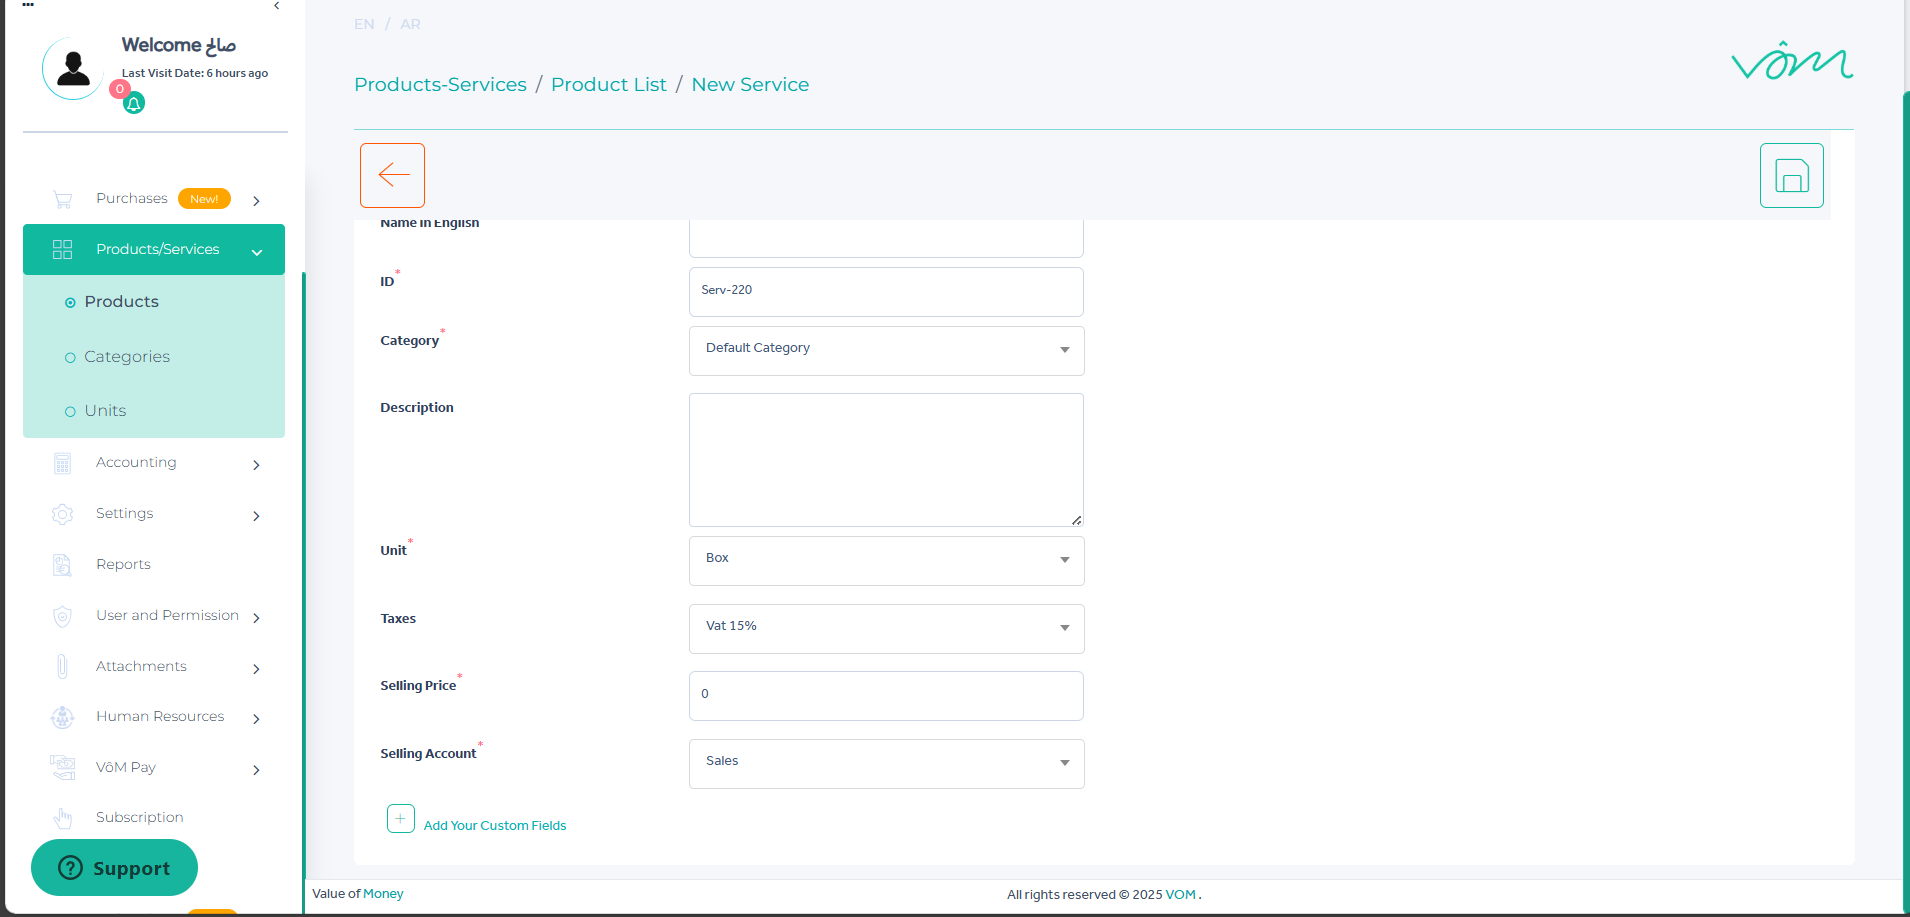 EN / AR
Welcome صالح
Last Visit Date: 6 hours ago
0
Products-Services / Product List / New Service
vôm
Purchases New!
Products/Services
Products
Categories
Units
Accounting
Settings
Reports
User and Permission
Attachments
Human Resources
VôM Pay
Subscription
Support
Name in English
ID*
Serv-220
Category*
Default Category
Description
Unit*
Box
Taxes
Vat 15%
Selling Price*
0
Selling Account*
Sales
+ Add Your Custom Fields
Value of Money
All rights reserved © 2025 VOM .